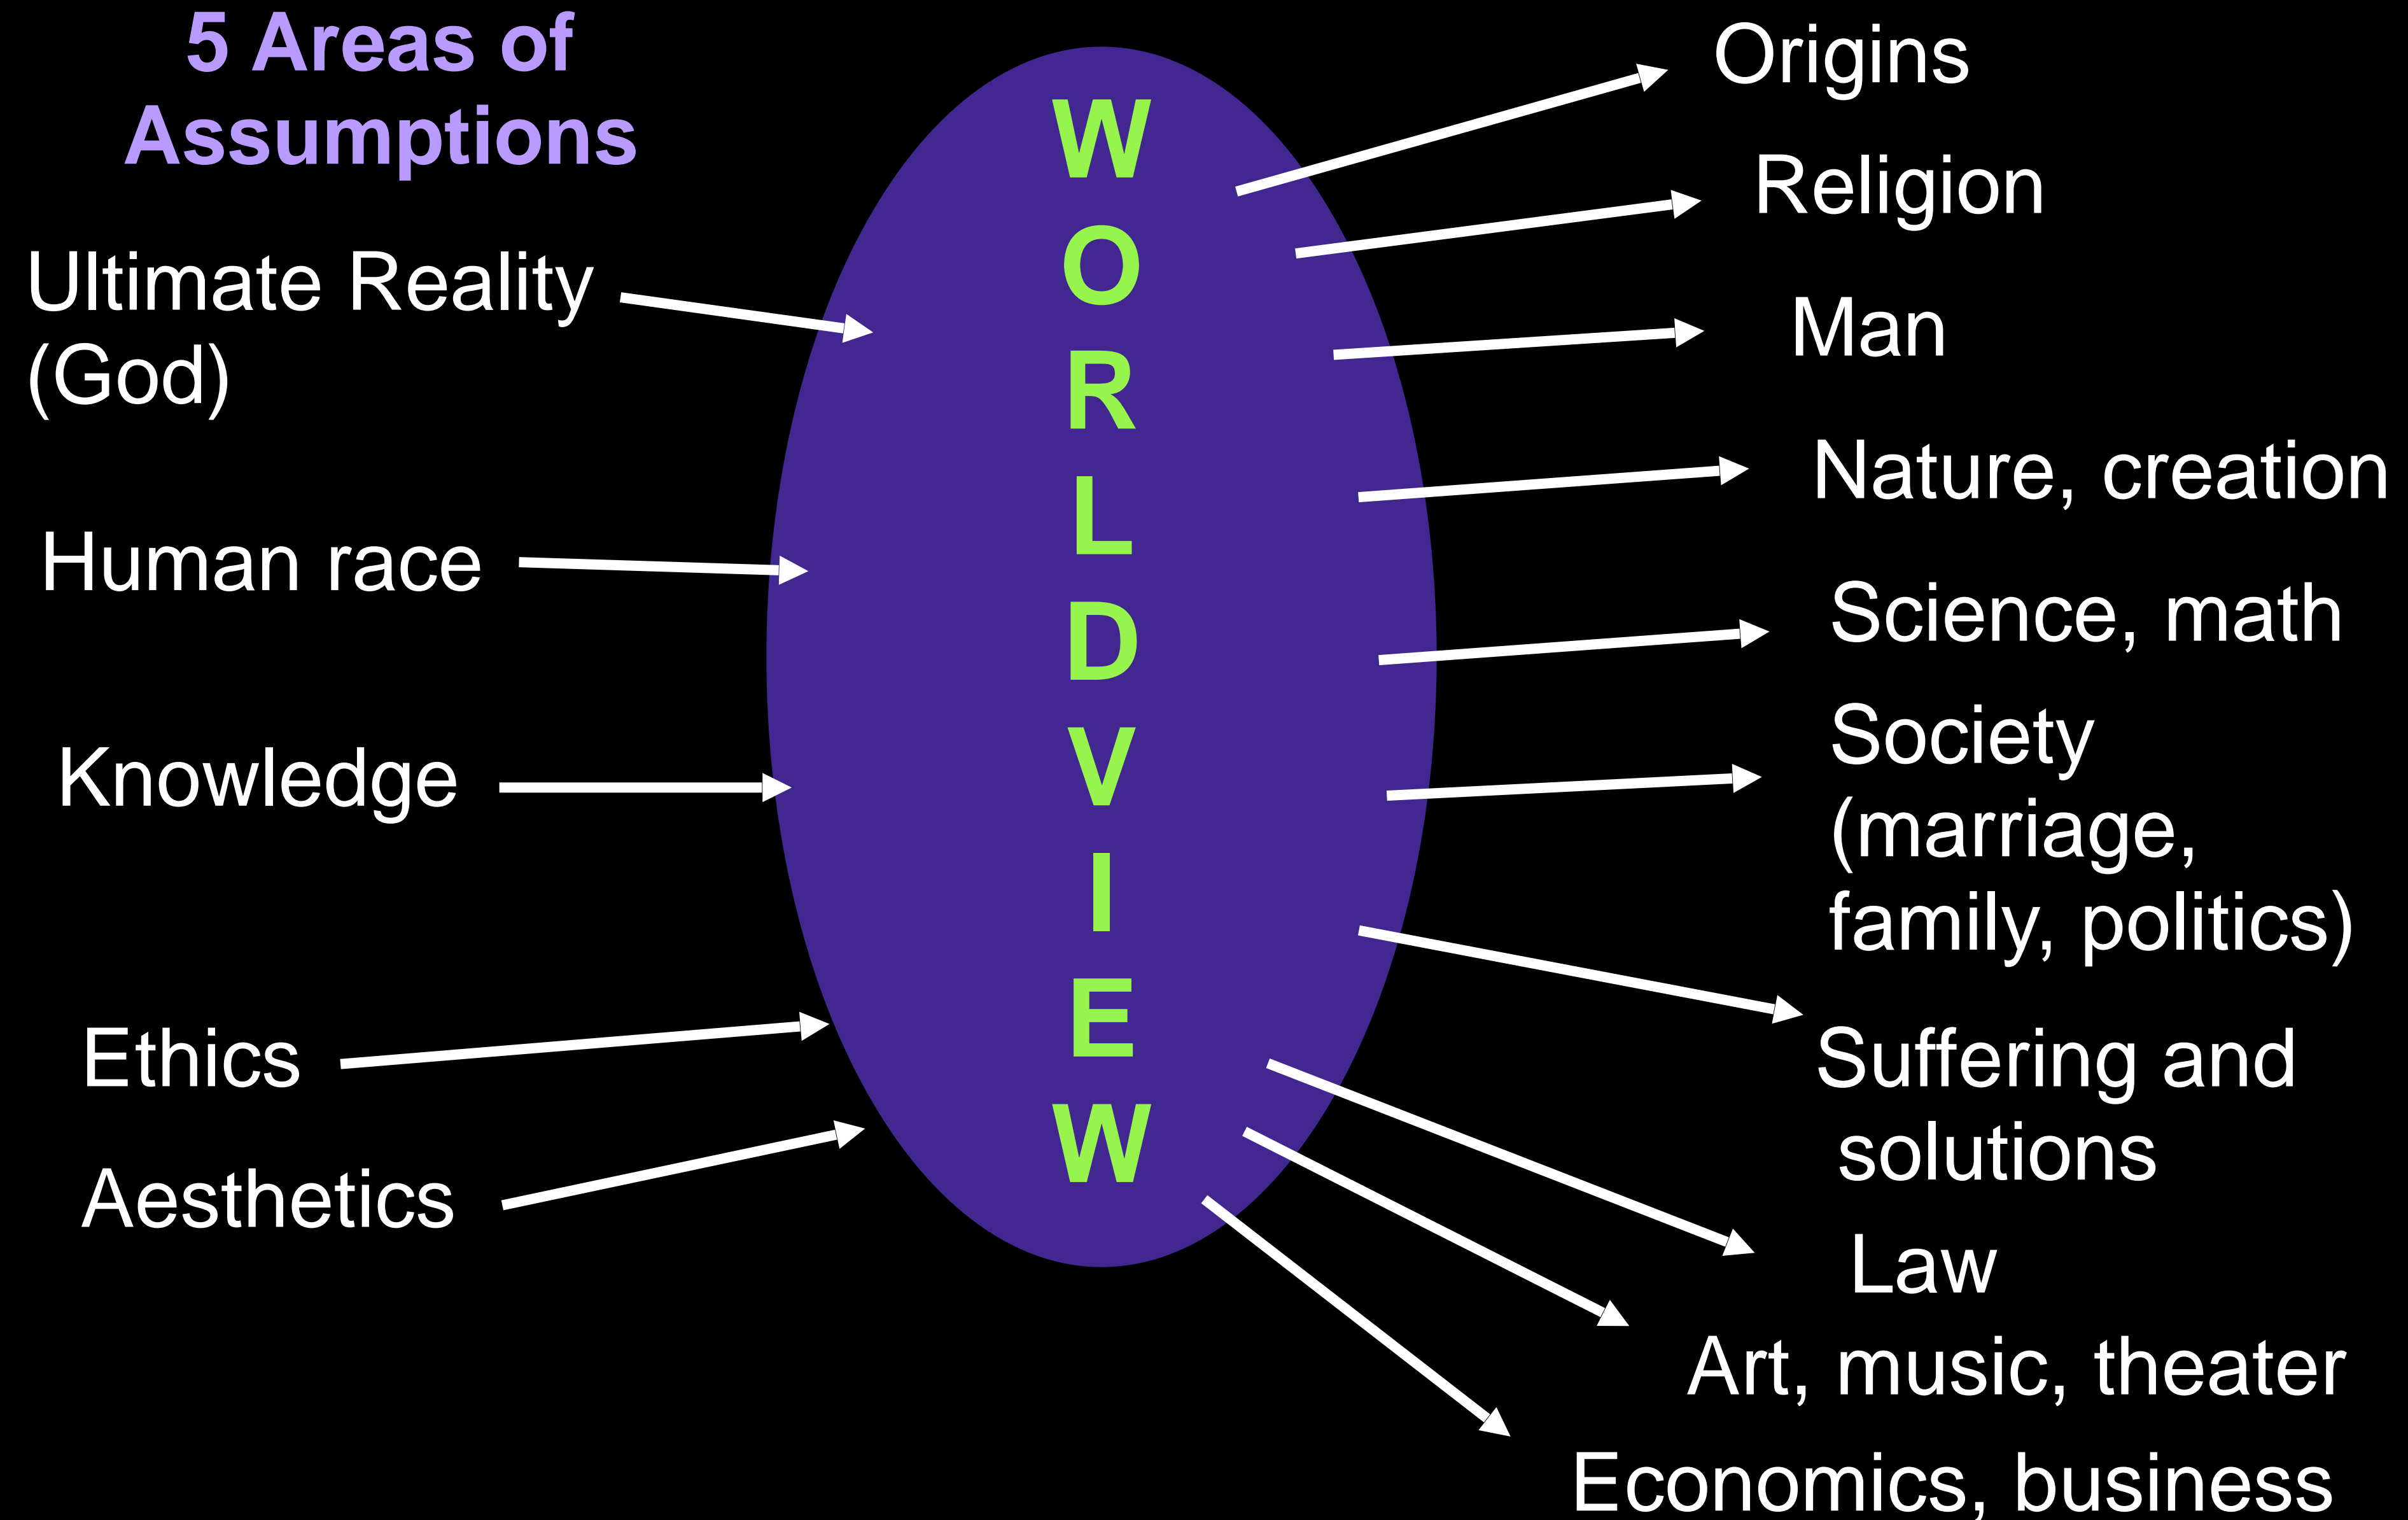 5 Areas of
Assumptions
Ultimate Reality
(God)
Human race
Knowledge
Ethics
Aesthetics
W
O
R
L
D
V
I
E
W
Origins
Religion
Man
Nature, creation
Science, math
Society
(marriage,
family, politics)
Suffering and
solutions
Law
Art, music, theater
Economics, business